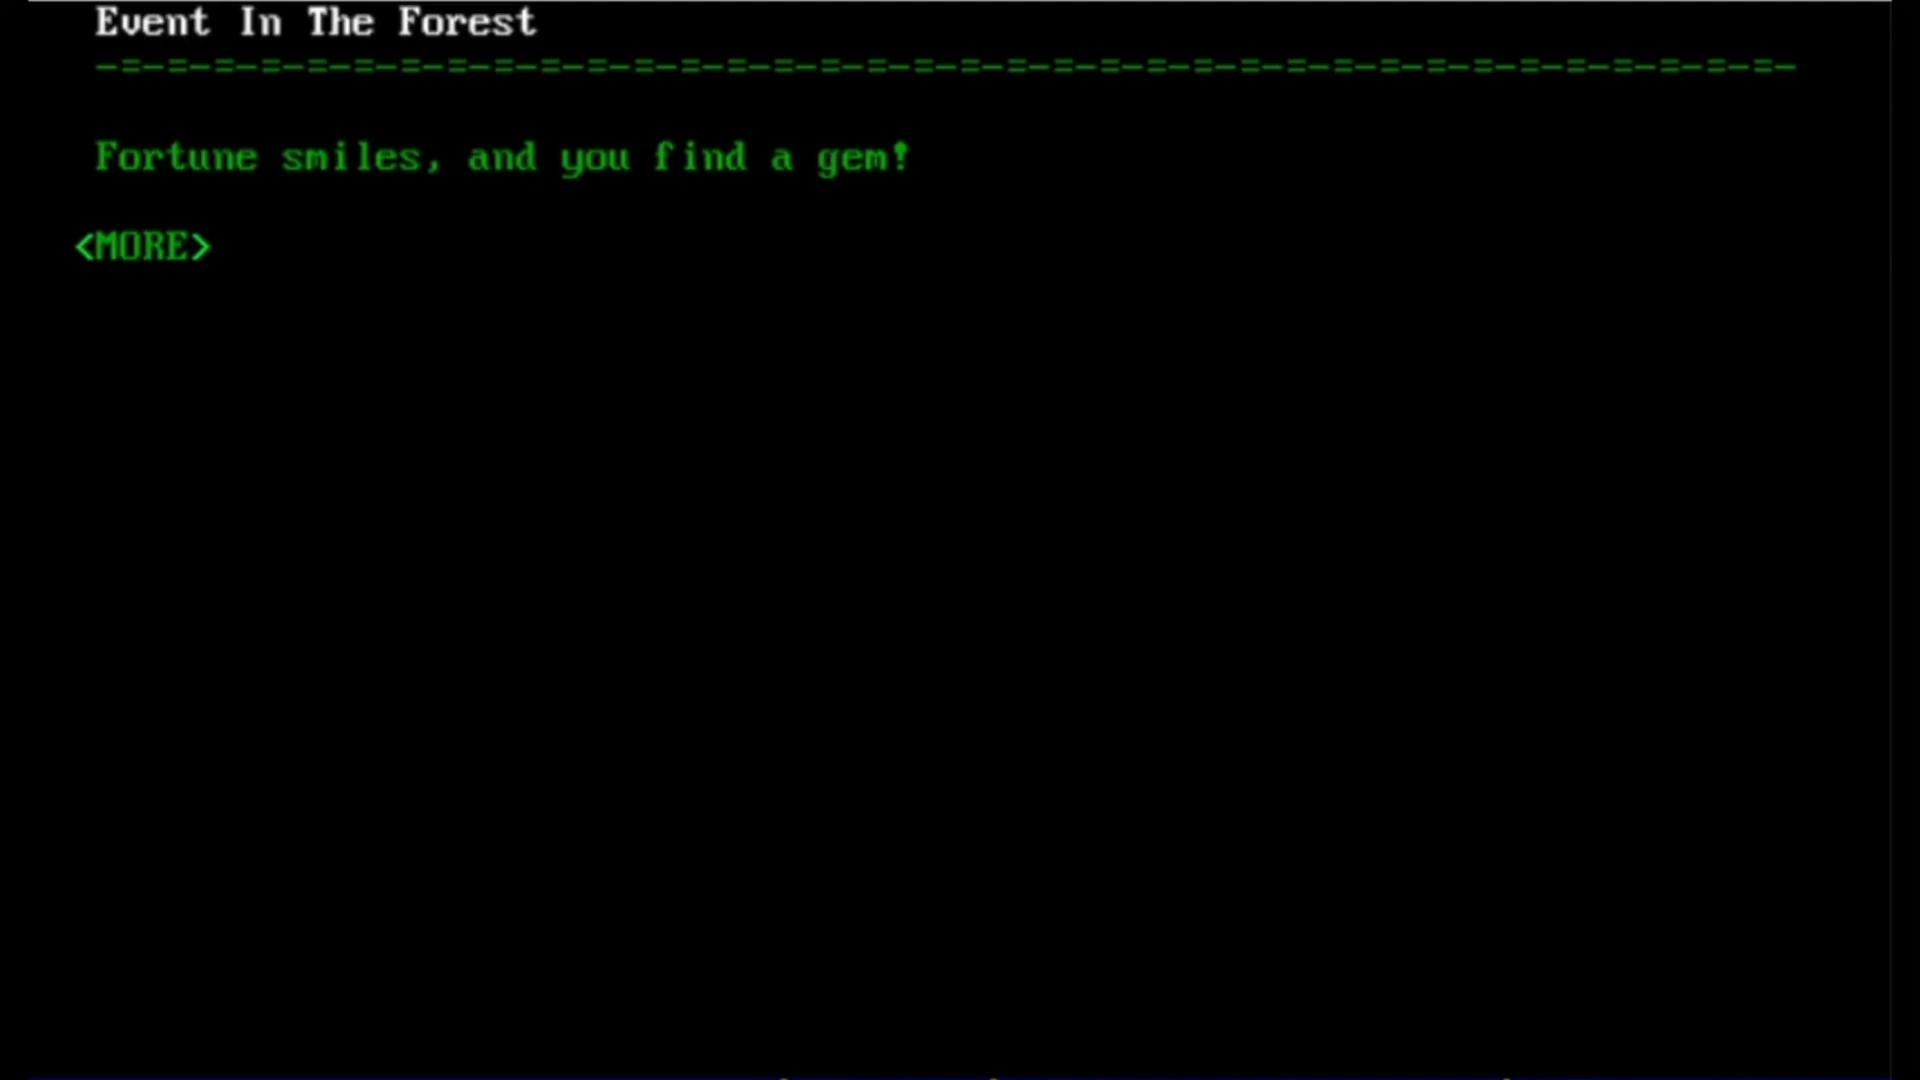 Event In The Forest
-=-=-=-=-=-=-=-=-=-=-=-=-=-=-=-=-=-=-=-=-=-=-=-=-=-=-=-=-=-=-=-=-=-=-=-=-
Fortune smiles, and you find a gem!
<MORE>